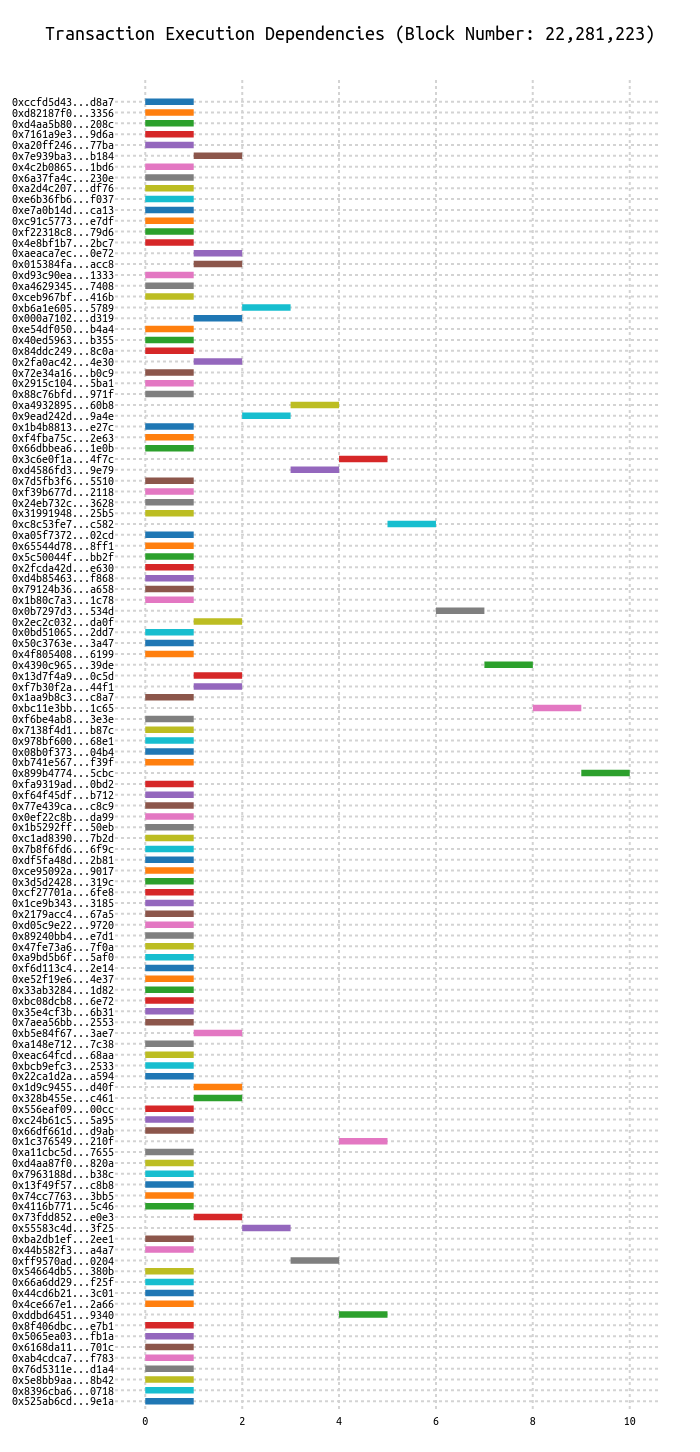 Transaction Execution Dependencies (Block Number: 22,281,223)
0xccfd5d43...d8a7
0xd82187f0...3356
0xd4aa5b80...208c
0x7161a9e3...9d6a
0xa20ff246...77ba
0x7e939ba3...b184
0x4c2b0865...1bd6
0x6a37fa4c...230e
0xa2d4c207...df76
0xe6b36fb6...f037
0xe7a0b14d...ca13
0xc91c5773...e7df
0xf22318c8...79d6
0x4e8bf1b7...2bc7
0xaeaca7ec...0e72
0x015384fa...acc8
0xd93c90ea...1333
0xa4629345...7408
0xceb967bf...416b
0xb6a1e605...5789
0x000a7102...d319
0xe54df050...b4a4
0x40ed5963...b355
0x84ddc249...8c0a
0x2fa0ac42...4e30
0x72e34a16...b0c9
0x2915c104...5ba1
0x88c76bfd...971f
0xa4932895...60b8
0x9ead242d...9a4e
0x1b4b8813...e27c
0xf4fba75c...2e63
0x66dbbea6...1e0b
0x3c6e0f1a...4f7c
0xd4586fd3...9e79
0x7d5fb3f6...5510
0xf39b677d...2118
0x24eb732c...3628
0x31991948...25b5
0xc8c53fe7...c582
0xa05f7372...02cd
0x65544d78...8ff1
0x5c50044f...bb2f
0x2fcda42d...e630
0xd4b85463...f868
0x79124b36...a658
0x1b80c7a3...1c78
0x0b7297d3...534d
0x2ec2c032...da0f
0x0bd51065...2dd7
0x50c3763e...3a47
0x4f805408...6199
0x4390c965...39de
0x13d7f4a9...0c5d
0xf7b30f2a...44f1
0x1aa9b8c3...c8a7
0xbc11e3bb...1c65
0xf6be4ab8...3e3e
0x7138f4d1...b87c
0x978bf600...68e1
0x08b0f373...04b4
0xb741e567...f39f
0x899b4774...5cbc
0xfa9319ad...0bd2
0xf64f45df...b712
0x77e439ca...c8c9
0x0ef22c8b...da99
0x1b5292ff...50eb
0xc1ad8390...7b2d
0x7b8f6fd6...6f9c
0xdf5fa48d...2b81
0xce95092a...9017
0x3d5d2428...319c
0xcf27701a...6fe8
0x1ce9b343...3185
0x2179acc4...67a5
0xd05c9e22...9720
0x89240bb4...e7d1
0x47fe73a6...7f0a
0xa9bd5b6f...5af0
0xf6d113c4...2e14
0xe52f19e6...4e37
0x33ab3284...1d82
0xbc08dcb8...6e72
0x35e4cf3b...6b31
0x7aea56bb...2553
0xb5e84f67...3ae7
0xa148e712...7c38
0xeac64fcd...68aa
0xbcb9efc3...2533
0x22ca1d2a...a594
0x1d9c9455...d40f
0x328b455e...c461
0x556eaf09...00cc
0xc24b61c5...5a95
0x66df661d...d9ab
0x1c376549...210f
0xa11cbc5d...7655
0xd4aa87f0...820a
0x7963188d...b38c
0x13f49f57...c8b8
0x74cc7763...3bb5
0x4116b771...5c46
0x73fdd852...e0e3
0x55583c4d...3f25
0xba2db1ef...2ee1
0x44b582f3...a4a7
0xff9570ad...0204
0x54664db5...380b
0x66a6dd29...f25f
0x44cd6b21...3c01
0x4ce667e1...2a66
0xddbd6451...9340
0x8f406dbc...e7b1
0x5065ea03...fb1a
0x6168da11...701c
0xab4cdca7...f783
0x76d5311e...d1a4
0x5e8bb9aa...8b42
0x8396cba6...0718
0x525ab6cd...9e1a
0 2 4 6 8 10